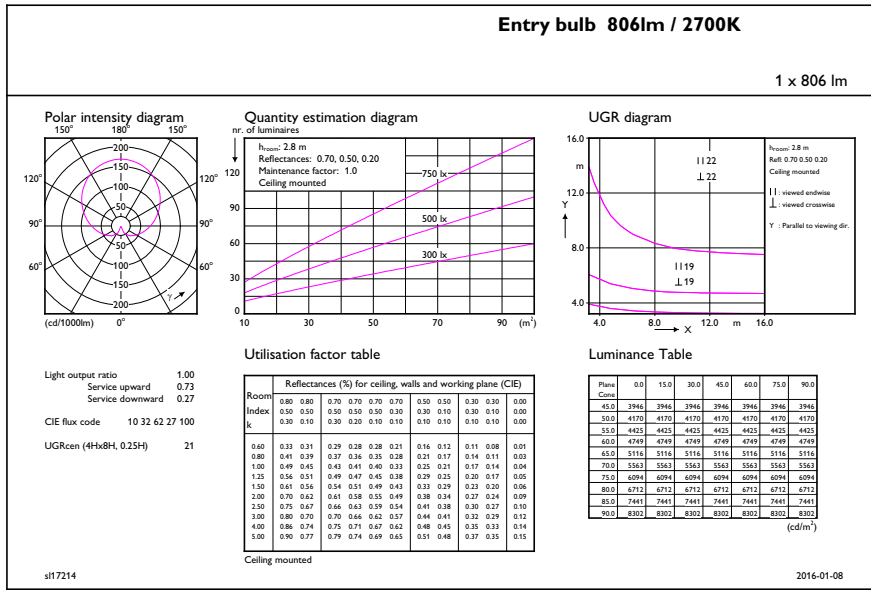 Entry bulb 806lm / 2700K
1 x 806 lm
Polar intensity diagram
150° 180° 150°
200
150
120° 100 120°
50
90° 90°
50
60° 100 60°
150
200
γ
(cd/1000lm) 0°
Quantity estimation diagram
nr. of luminaires
hroom: 2.8 m
Reflectances: 0.70, 0.50, 0.20
Maintenance factor: 1.0
Ceiling mounted
120
90
60
30
0
750 lx
500 lx
300 lx
10 30 50 70 90 (m²)
UGR diagram
16.0
m
12.0
Y
8.0
4.0
II 22
⊥ 22
II 19
⊥ 19
4.0 8.0 12.0 m 16.0
X
hroom: 2.8 m
Refl: 0.70 0.50 0.20
Ceiling mounted
II : viewed endwise
⊥ : viewed crosswise
Y : Parallel to viewing dir.
Light output ratio 1.00
Service upward 0.73
Service downward 0.27
CIE flux code 10 32 62 27 100
UGRcen (4Hx8H, 0.25H) 21
Utilisation factor table
Room Index k
Reflectances (%) for ceiling, walls and working plane (CIE)
0.80 0.80 0.70 0.70 0.70 0.70 0.50 0.50 0.30 0.30 0.00
0.50 0.50 0.50 0.50 0.50 0.30 0.30 0.10 0.30 0.10 0.00
0.30 0.10 0.30 0.20 0.10 0.10 0.10 0.10 0.10 0.10 0.00
0.60 0.33 0.31 0.29 0.28 0.28 0.21 0.16 0.12 0.11 0.08 0.01
0.80 0.41 0.39 0.37 0.36 0.35 0.28 0.21 0.17 0.14 0.11 0.03
1.00 0.49 0.45 0.43 0.41 0.40 0.33 0.25 0.21 0.17 0.14 0.04
1.25 0.56 0.51 0.49 0.47 0.45 0.38 0.29 0.25 0.20 0.17 0.05
1.50 0.61 0.56 0.54 0.51 0.49 0.43 0.33 0.29 0.23 0.20 0.06
2.00 0.70 0.62 0.61 0.58 0.55 0.49 0.38 0.34 0.27 0.24 0.09
2.50 0.75 0.67 0.66 0.63 0.59 0.54 0.41 0.38 0.30 0.27 0.10
3.00 0.80 0.70 0.70 0.66 0.62 0.57 0.44 0.41 0.32 0.29 0.12
4.00 0.86 0.74 0.75 0.71 0.67 0.62 0.48 0.45 0.35 0.33 0.14
5.00 0.90 0.77 0.79 0.74 0.69 0.65 0.51 0.48 0.37 0.35 0.15
Ceiling mounted
Luminance Table
Plane 0.0 15.0 30.0 45.0 60.0 75.0 90.0
Cone
45.0 3946 3946 3946 3946 3946 3946 3946
50.0 4170 4170 4170 4170 4170 4170 4170
55.0 4425 4425 4425 4425 4425 4425 4425
60.0 4749 4749 4749 4749 4749 4749 4749
65.0 5116 5116 5116 5116 5116 5116 5116
70.0 5563 5563 5563 5563 5563 5563 5563
75.0 6094 6094 6094 6094 6094 6094 6094
80.0 6712 6712 6712 6712 6712 6712 6712
85.0 7441 7441 7441 7441 7441 7441 7441
90.0 8302 8302 8302 8302 8302 8302 8302
(cd/m²)
sl17214
2016-01-08